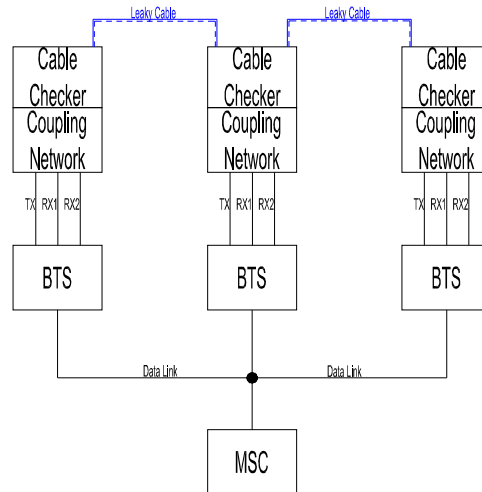 Leaky Cable
Leaky Cable
Cable
Checker
Coupling
Network
Cable
Checker
Coupling
Network
Cable
Checker
Coupling
Network
TX RX1 RX2
TX RX1 RX2
TX RX1 RX2
BTS
BTS
BTS
Data Link
Data Link
MSC